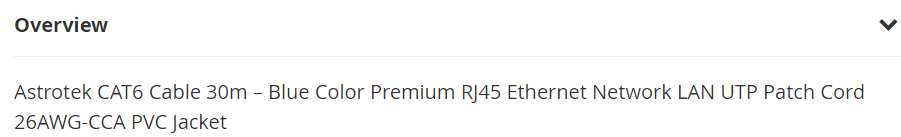 Overview
Astrotek CAT6 Cable 30m – Blue Color Premium RJ45 Ethernet Network LAN UTP Patch Cord
26AWG-CCA PVC Jacket